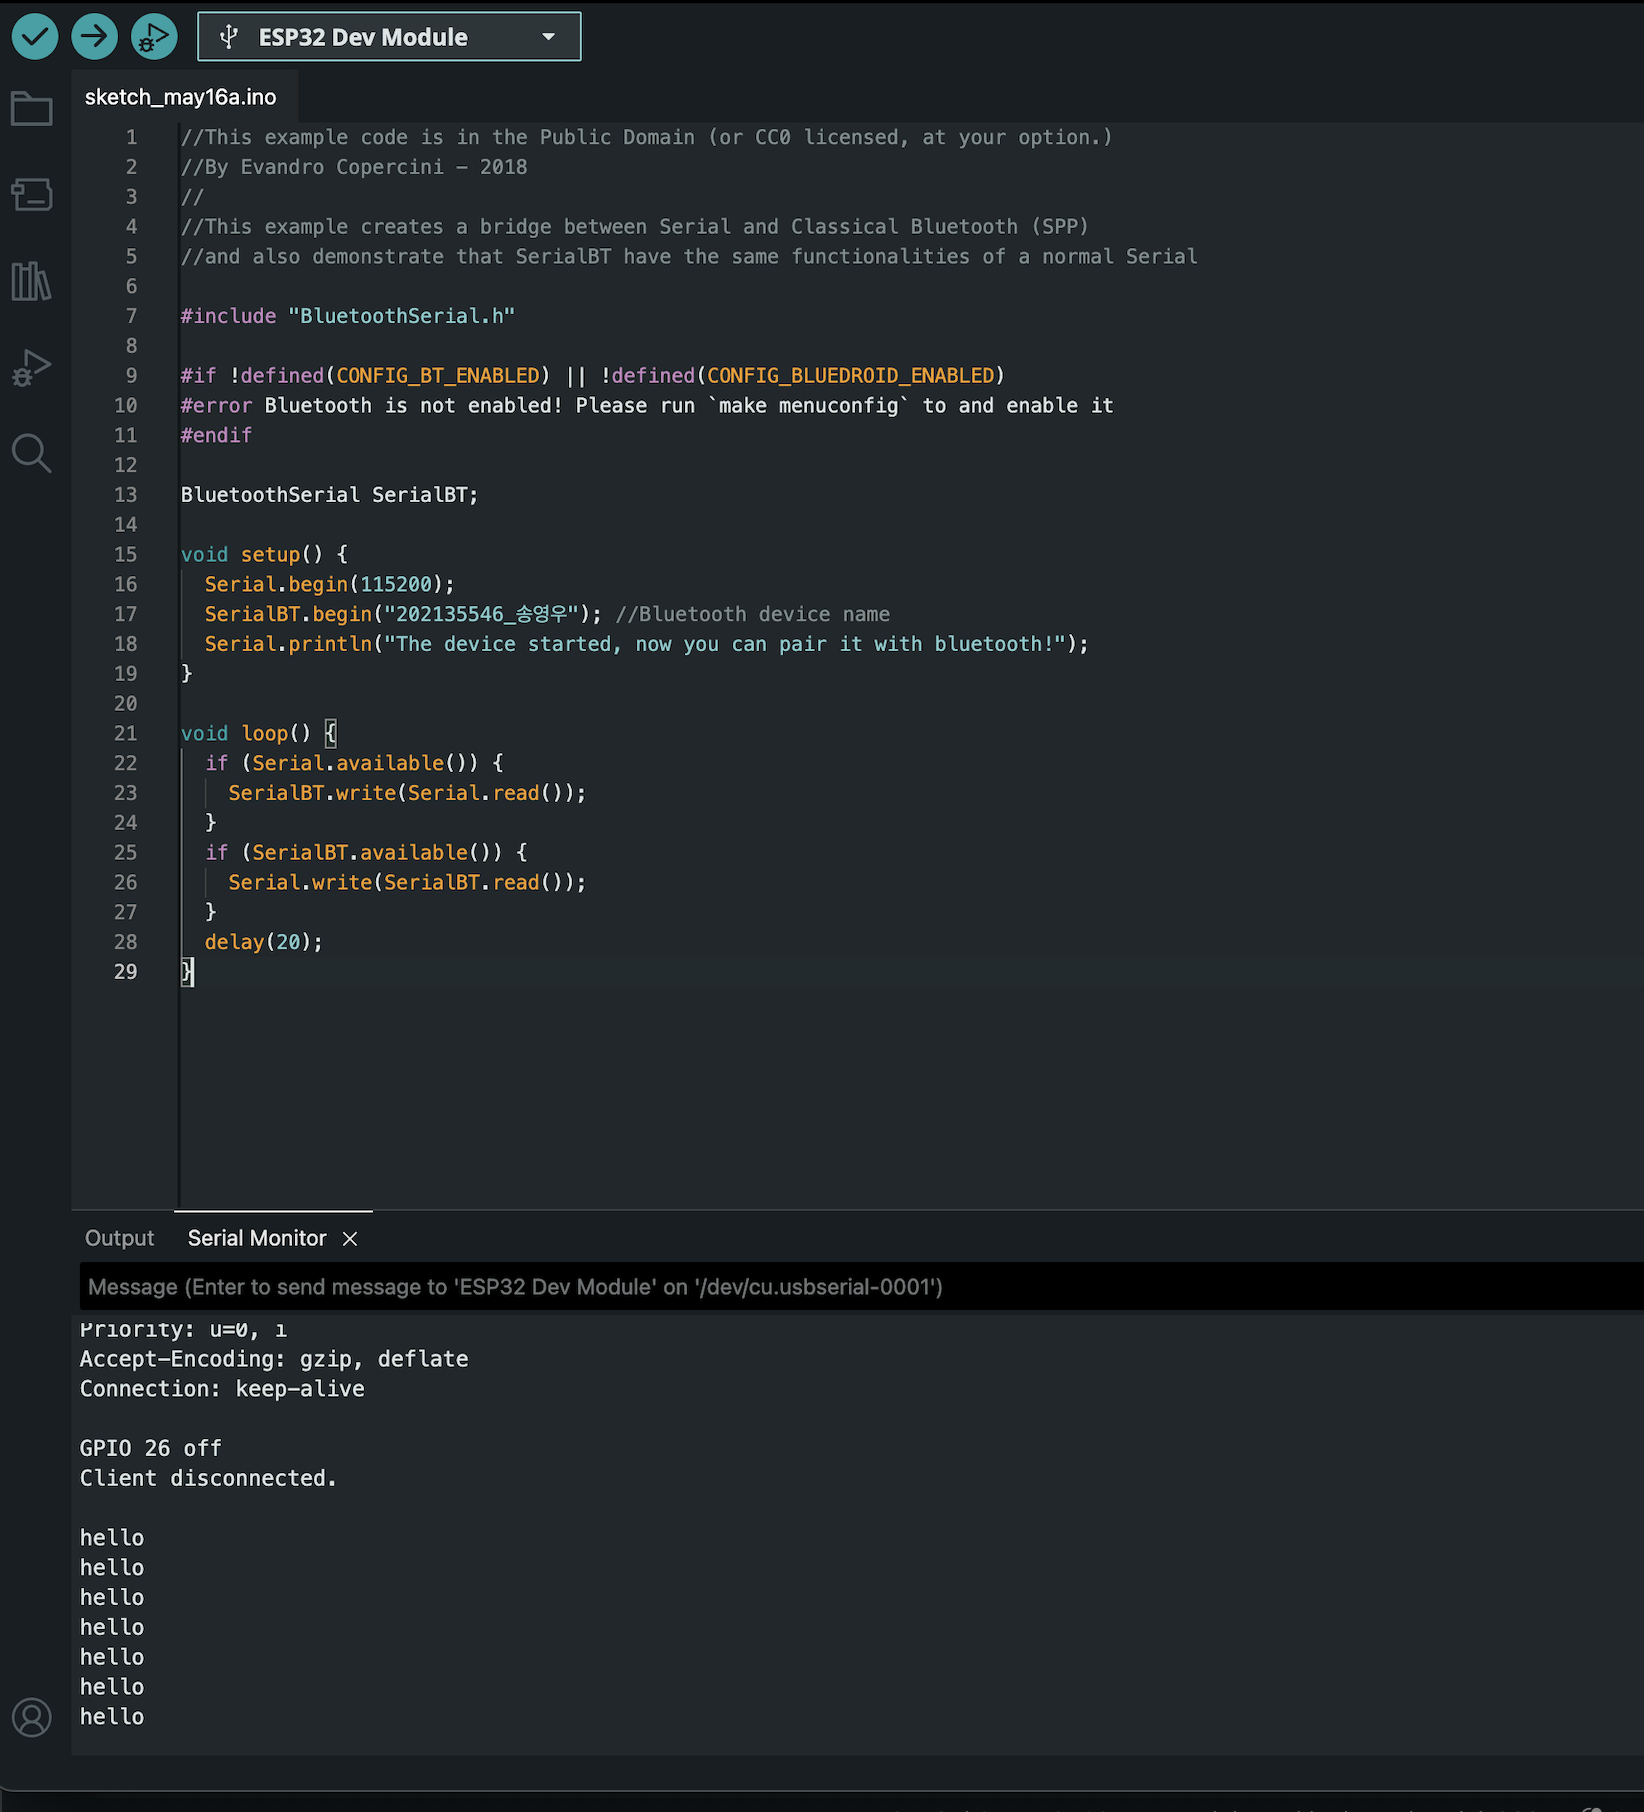 ESP32 Dev Module
sketch_may16a.ino
1 //This example code is in the Public Domain (or CC0 licensed, at your option.)
2 //By Evandro Copercini - 2018
3 //
4 //This example creates a bridge between Serial and Classical Bluetooth (SPP)
5 //and also demonstrate that SerialBT have the same functionalities of a normal Serial
6
7 #include "BluetoothSerial.h"
8
9 #if !defined(CONFIG_BT_ENABLED) || !defined(CONFIG_BLUEDROID_ENABLED)
10 #error Bluetooth is not enabled! Please run `make menuconfig` to and enable it
11 #endif
12
13 BluetoothSerial SerialBT;
14
15 void setup() {
16   Serial.begin(115200);
17   SerialBT.begin("202135546_송영우"); //Bluetooth device name
18   Serial.println("The device started, now you can pair it with bluetooth!");
19 }
20
21 void loop() {
22   if (Serial.available()) {
23     SerialBT.write(Serial.read());
24   }
25   if (SerialBT.available()) {
26     Serial.write(SerialBT.read());
27   }
28   delay(20);
29 }
Output Serial Monitor
Message (Enter to send message to 'ESP32 Dev Module' on '/dev/cu.usbserial-0001')
Priority: u=0, i
Accept-Encoding: gzip, deflate
Connection: keep-alive
GPIO 26 off
Client disconnected.
hello
hello
hello
hello
hello
hello
hello